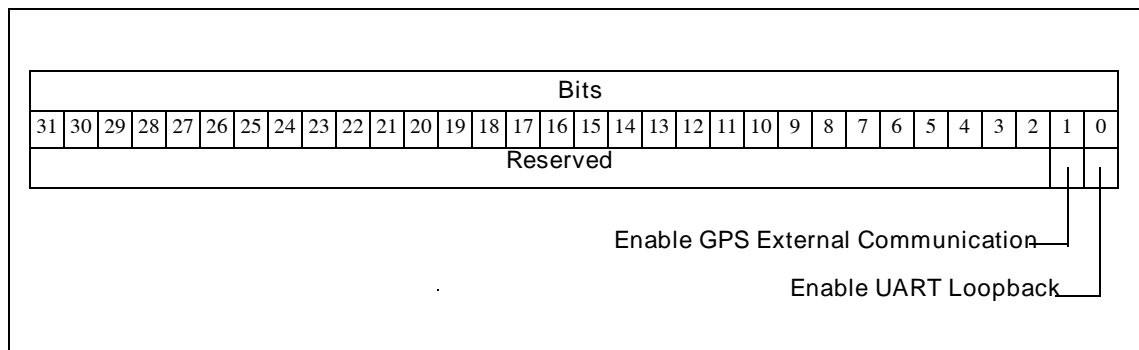 Bits
31 30 29 28 27 26 25 24 23 22 21 20 19 18 17 16 15 14 13 12 11 10 9 8 7 6 5 4 3 2 1 0
Reserved
Enable GPS External Communication
Enable UART Loopback